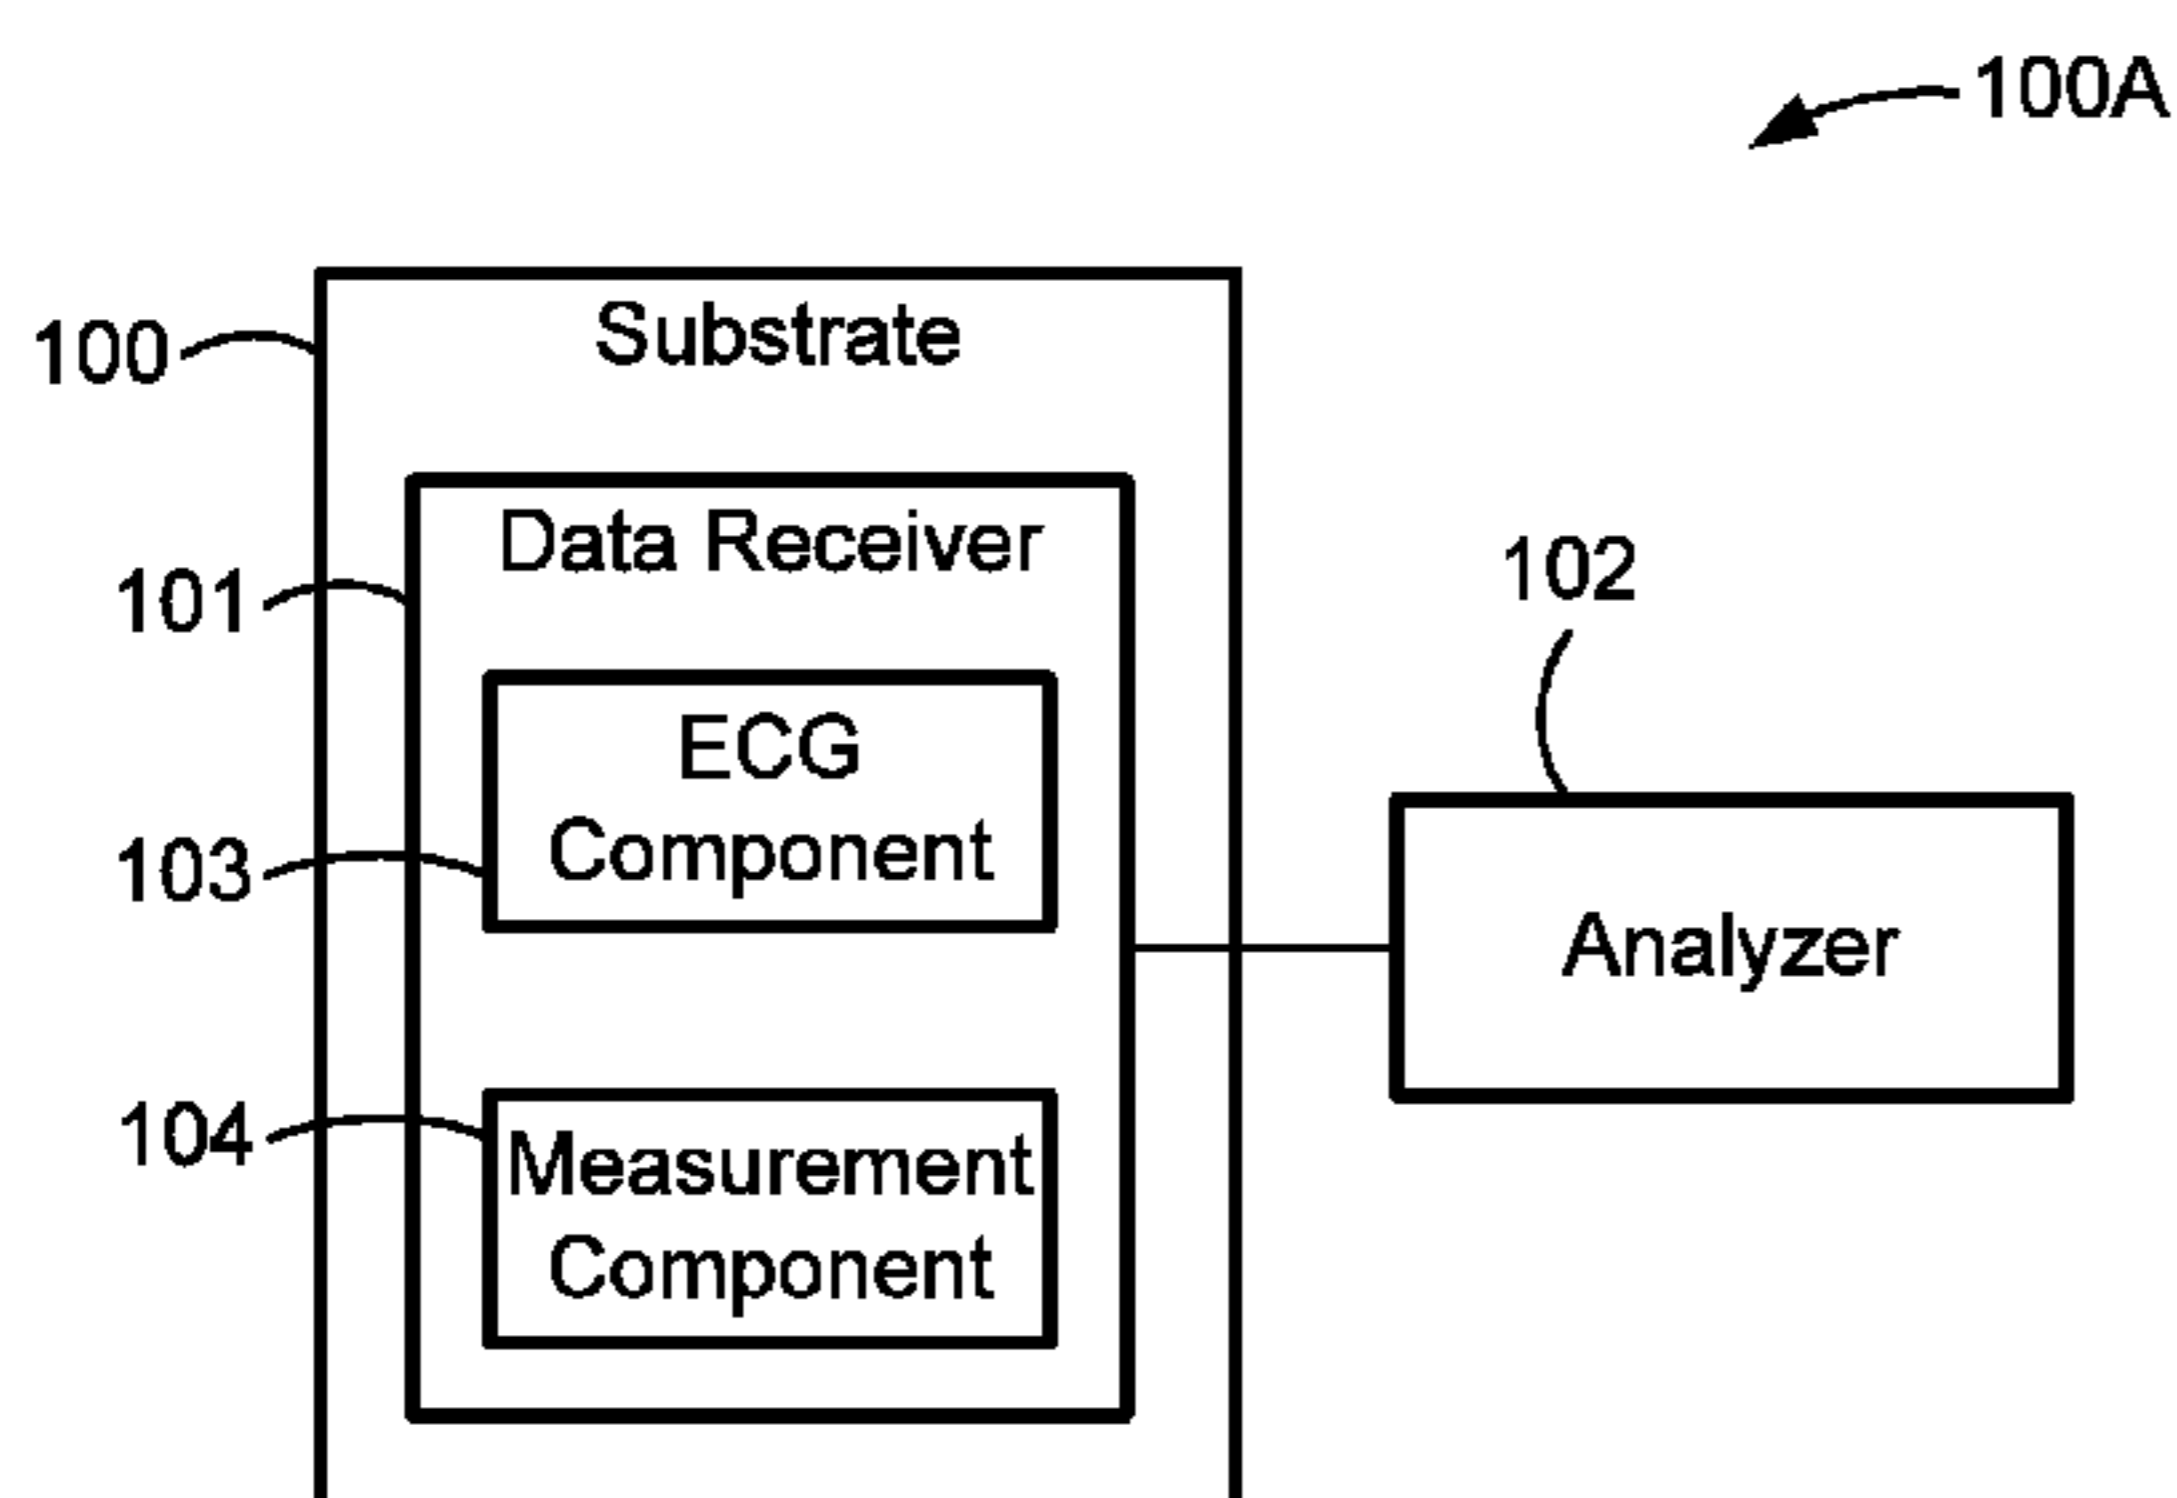 100A
100
Substrate
Data Receiver
101
102
ECG
Component
103
Analyzer
104
Measurement
Component